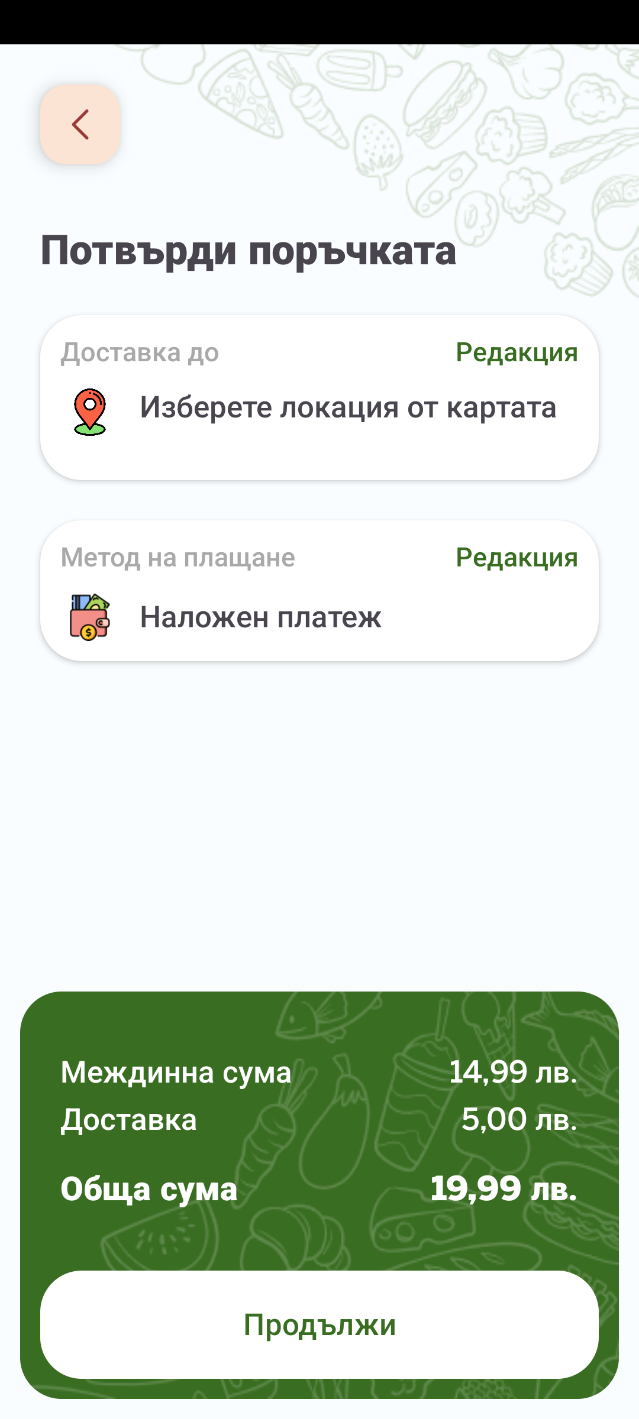 Потвърди поръчката
Доставка до
Редакция
Изберете локация от картата
Метод на плащане
Редакция
$
Наложен платеж
Междинна сума 14,99 лв.
Доставка 5,00 лв.
Обща сума 19,99 лв.
Продължи